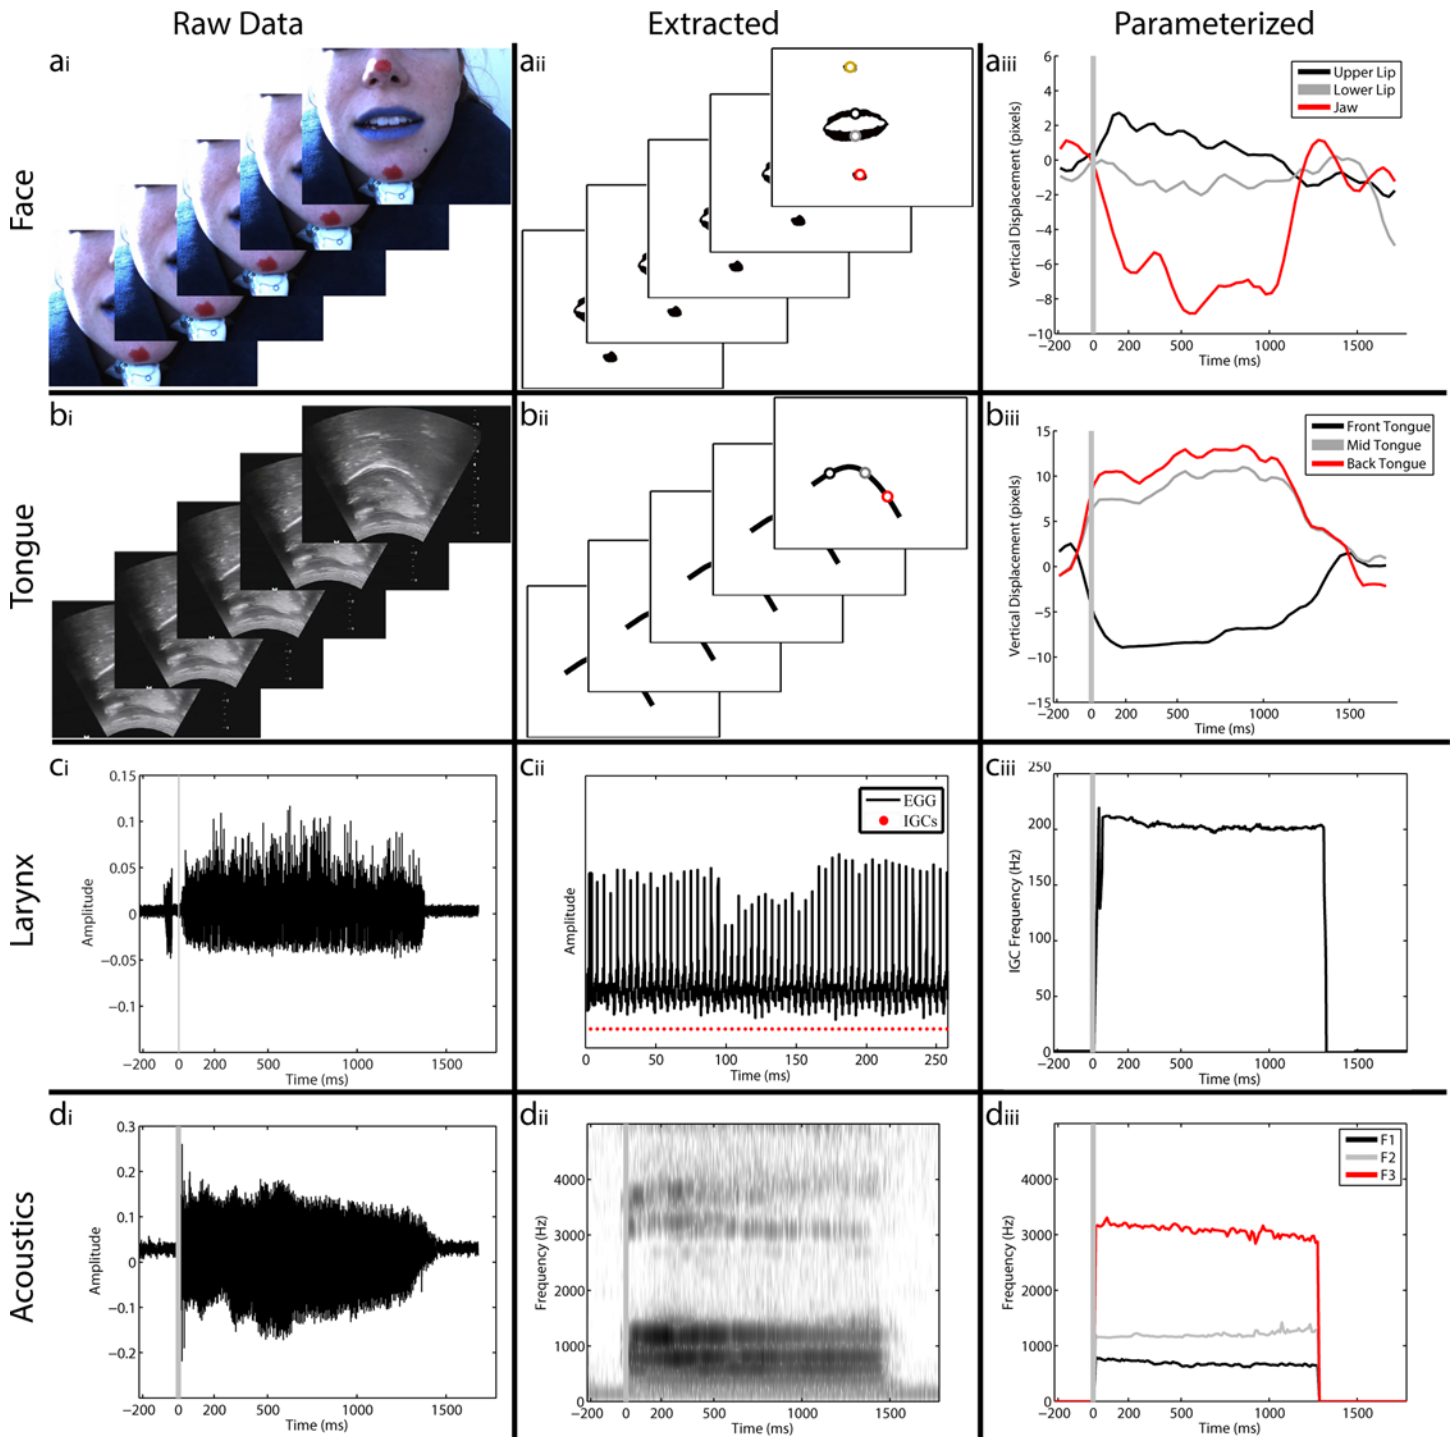 Raw Data
Extracted
Parameterized
Face
Tongue
Larynx
Acoustics
ai
aii
aiii
6
4
2
0
−2
−4
−6
−8
−10
Vertical Displacement (pixels)
Upper Lip
Lower Lip
Jaw
−200 0 200 500 1000 1500
Time (ms)
bi
bii
biii
15
10
5
0
−5
−10
−15
Vertical Displacement (pixels)
Front Tongue
Mid Tongue
Back Tongue
−200 0 200 500 1000 1500
Time (ms)
ci
0.15
0.1
0.05
0
−0.05
−0.1
Amplitude
−200 0 200 500 1000 1500
Time (ms)
cii
Amplitude
EGG
IGCs
0 50 100 150 200 250
Time (ms)
ciii
250
200
150
200
50
0
IGC Frequency (Hz)
−200 0 200 500 1000 1500
Time (ms)
di
0.3
0.2
0.1
0
−0.1
−0.2
Amplitude
−200 0 200 500 1000 1500
Time (ms)
dii
4000
3000
2000
1000
0
Frequency (Hz)
−200 0 200 500 1000 1500
Time (ms)
diii
4000
3000
2000
1000
0
Frequency (Hz)
F1
F2
F3
−200 0 200 500 1000 1500
Time (ms)